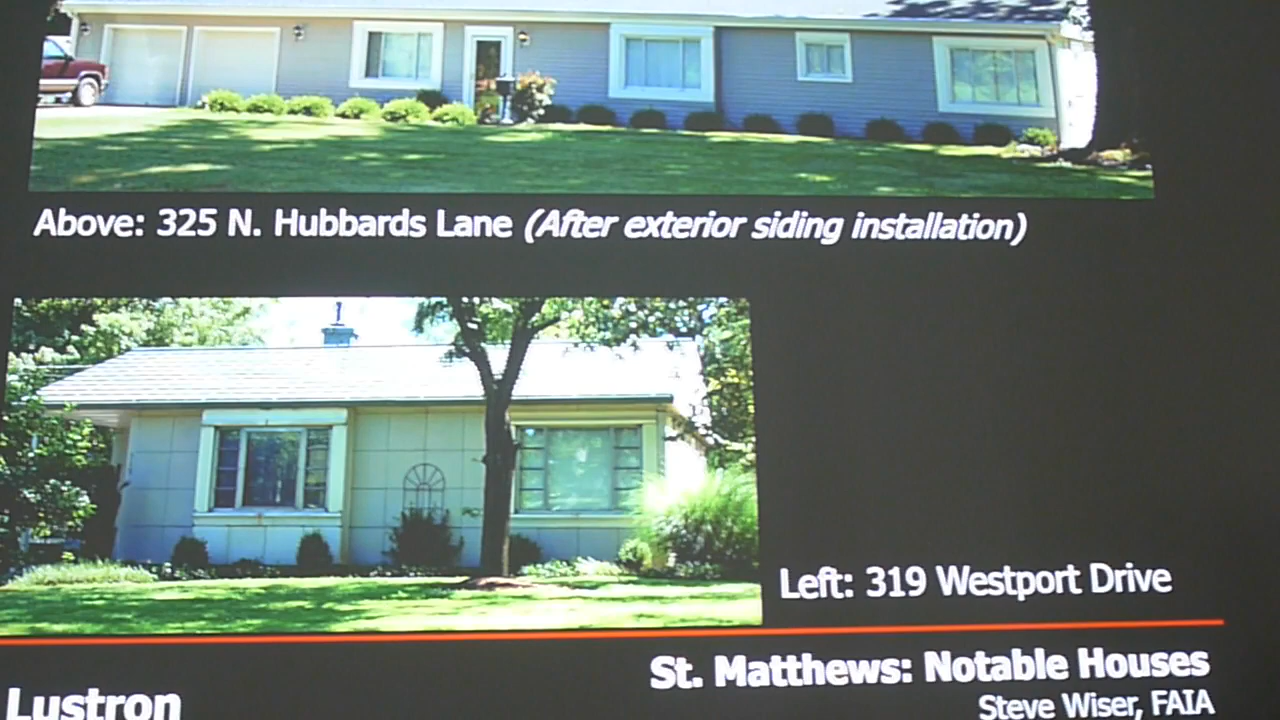 Above: 325 N. Hubbards Lane (After exterior siding installation)
Left: 319 Westport Drive
St. Matthews: Notable Houses
Lustron
Steve Wiser, FAIA